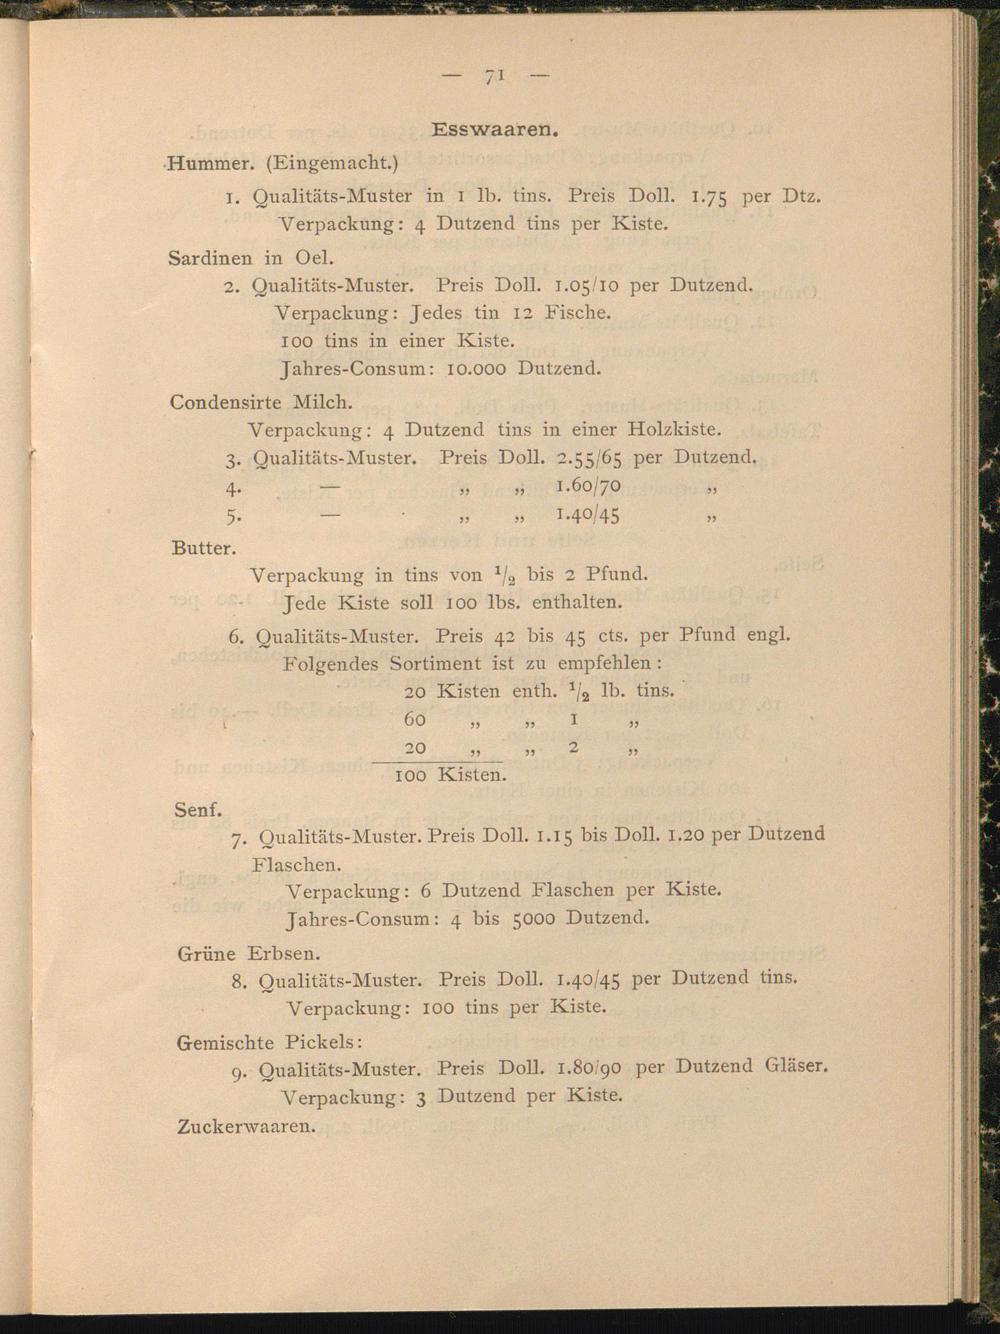 — 71 —
Esswaaren.
Hummer. (Eingemacht.)
1. Qualitäts-Muster in 1 lb. tins. Preis Doll. 1.75 per Dtz.
Verpackung: 4 Dutzend tins per Kiste.
Sardinen in Oel.
2. Qualitäts-Muster. Preis Doll. 1.05/10 per Dutzend.
Verpackung: Jedes tin 12 Fische.
100 tins in einer Kiste.
Jahres-Consum: 10.000 Dutzend.
Condensirte Milch.
Verpackung: 4 Dutzend tins in einer Holzkiste.
3. Qualitäts-Muster. Preis Doll. 2.55/65 per Dutzend.
4. — „ „ 1.60/70 „
5. — „ „ 1.40/45 „
Butter.
Verpackung in tins von 1/2 bis 2 Pfund.
Jede Kiste soll 100 lbs. enthalten.
6. Qualitäts-Muster. Preis 42 bis 45 cts. per Pfund engl.
Folgendes Sortiment ist zu empfehlen:
20 Kisten enth. 1/2 lb. tins.
60 „ „ 1 „
20 „ „ 2 „
100 Kisten.
Senf.
7. Qualitäts-Muster. Preis Doll. 1.15 bis Doll. 1.20 per Dutzend
Flaschen.
Verpackung: 6 Dutzend Flaschen per Kiste.
Jahres-Consum: 4 bis 5000 Dutzend.
Grüne Erbsen.
8. Qualitäts-Muster. Preis Doll. 1.40/45 per Dutzend tins.
Verpackung: 100 tins per Kiste.
Gemischte Pickels:
9. Qualitäts-Muster. Preis Doll. 1.80/90 per Dutzend Gläser.
Verpackung: 3 Dutzend per Kiste.
Zuckerwaaren.